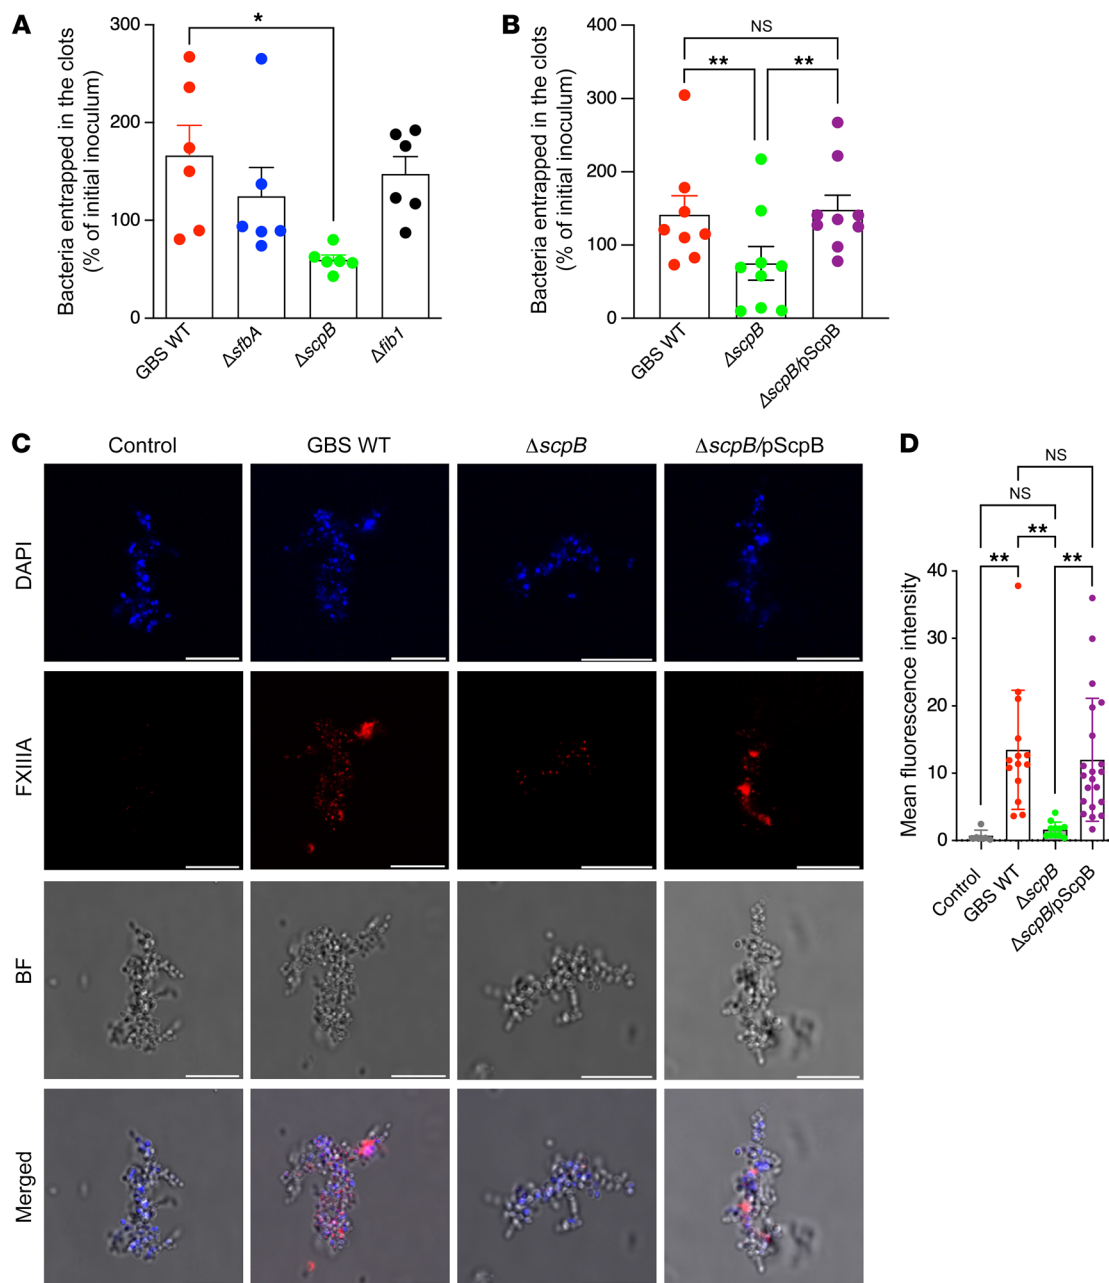 A
Bacteria entrapped in the clots
(% of initial inoculum)
300
200
100
0
*
GBS WT
ΔsfbA
ΔscpB
Δfib1
B
Bacteria entrapped in the clots
(% of initial inoculum)
400
300
200
100
0
NS
**
**
GBS WT
ΔscpB
ΔscpB/pScpB
C
Control
GBS WT
ΔscpB
ΔscpB/pScpB
DAPI
FXIIIA
BF
Merged
D
Mean fluorescence intensity
40
30
20
10
0
NS
NS
**
**
**
Control
GBS WT
ΔscpB
ΔscpB/pScpB